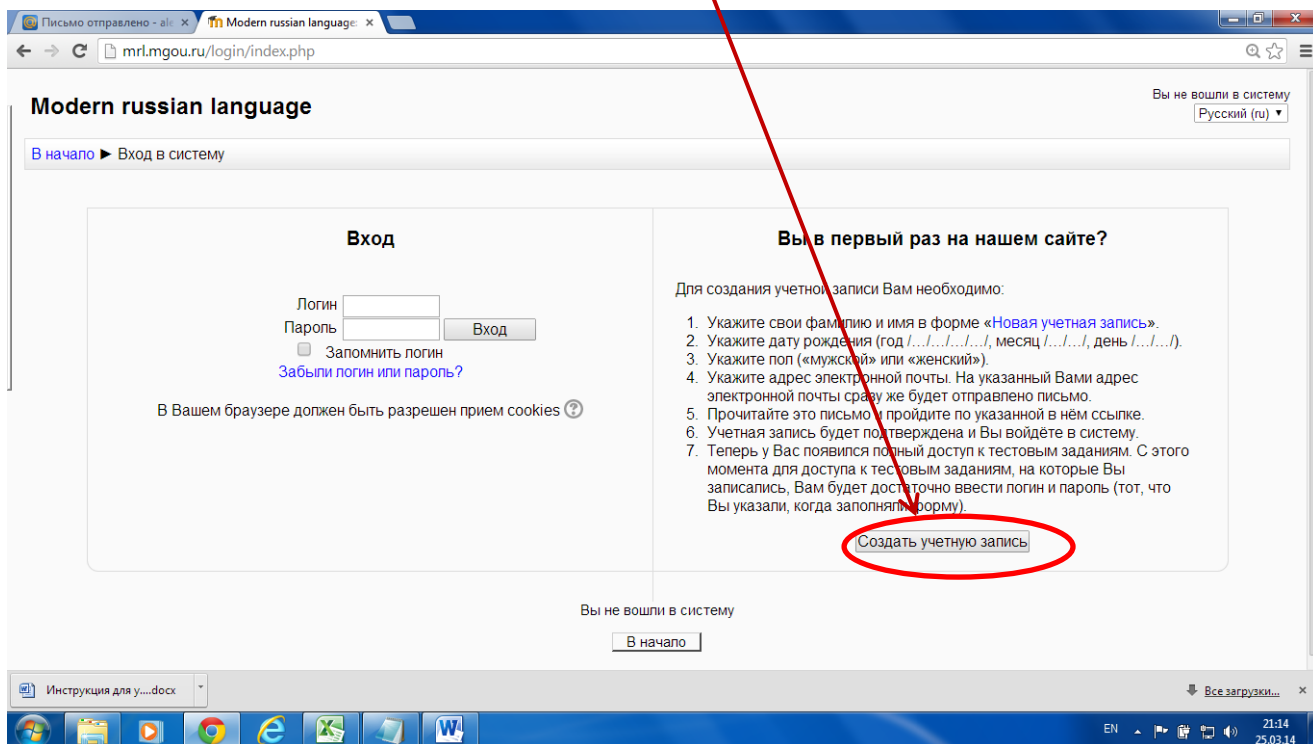 Письмо отправлено - ale
Modern russian language:
mrl.mgou.ru/login/index.php
Modern russian language
Вы не вошли в систему
Русский (ru)
В начало ► Вход в систему
Вход
Логин
Пароль
Вход
Запомнить логин
Забыли логин или пароль?
В Вашем браузере должен быть разрешен прием cookies
Вы в первый раз на нашем сайте?
Для создания учетной записи Вам необходимо:
1. Укажите свои фамилию и имя в форме «Новая учетная запись».
2. Укажите дату рождения (год /…/…/…/…/, месяц /…/…/, день /…/…/).
3. Укажите пол («мужской» или «женский»).
4. Укажите адрес электронной почты. На указанный Вами адрес
электронной почты сразу же будет отправлено письмо.
5. Прочитайте это письмо и пройдите по указанной в нём ссылке.
6. Учетная запись будет подтверждена и Вы войдёте в систему.
7. Теперь у Вас появился полный доступ к тестовым заданиям. С этого
момента для доступа к тестовым заданиям, на которые Вы
записались, Вам будет достаточно ввести логин и пароль (тот, что
Вы указали, когда заполняли форму).
Создать учетную запись
Вы не вошли в систему
В начало
Инструкция для у....docx
Все загрузки...
EN
21:14
25.03.14